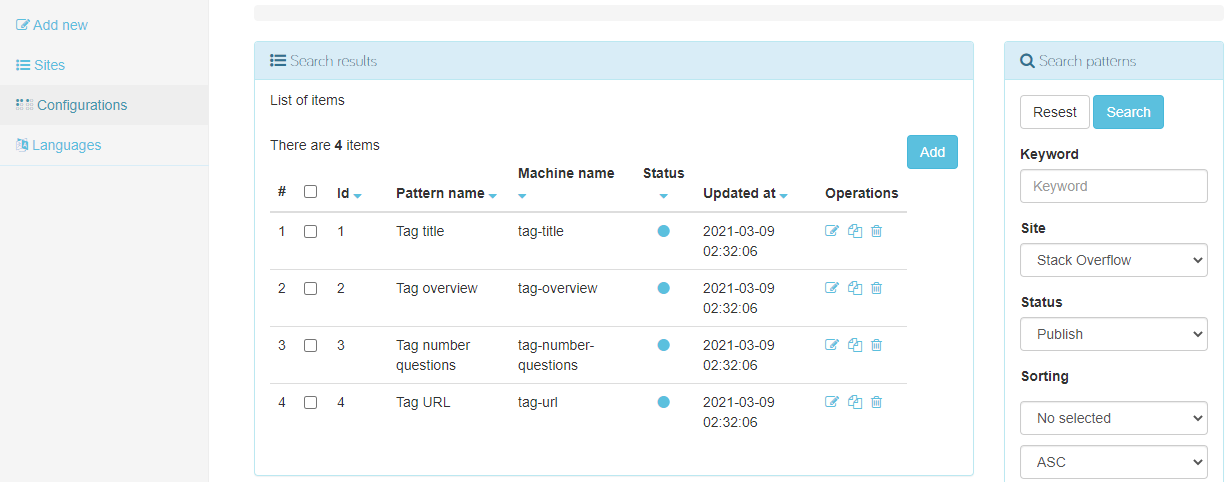 Add new
Sites
Configurations
Languages
Search results
List of items
There are 4 items
Add
# Id Pattern name Machine name Status Updated at Operations
1 1 Tag title tag-title 2021-03-09
02:32:06
2 2 Tag overview tag-overview 2021-03-09
02:32:06
3 3 Tag number tag-number- 2021-03-09
questions questions 02:32:06
4 4 Tag URL tag-url 2021-03-09
02:32:06
Search patterns
Resest Search
Keyword
Keyword
Site
Stack Overflow
Status
Publish
Sorting
No selected
ASC